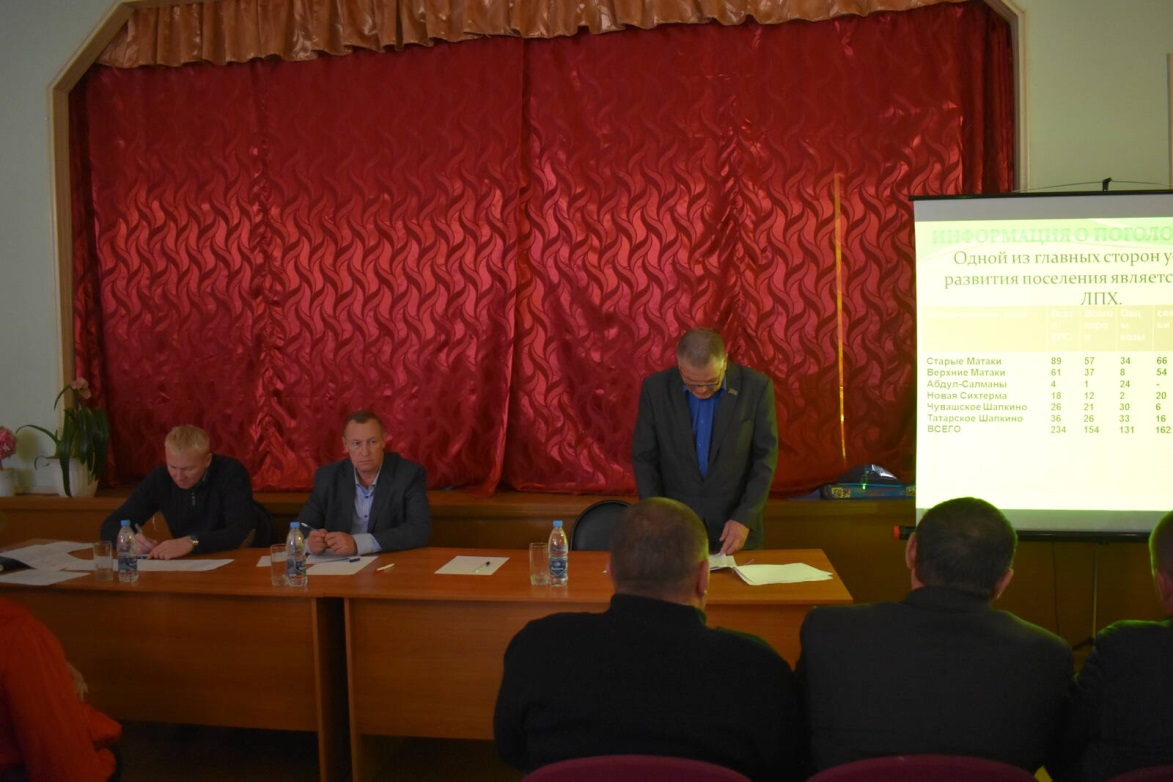 ИНФОРМАЦИЯ О ПОГОЛО
Одной из главных сторон ус
развития поселения является
ЛПХ.
Старые Матаки 89 57 34 66
Верхние Матаки 61 37 8 54
Абдул-Салманы 4 1 24 -
Новая Сихтерма 18 12 2 20
Чувашское Шапкино 26 21 30 6
Татарское Шапкино 36 26 33 16
ВСЕГО 234 154 131 162